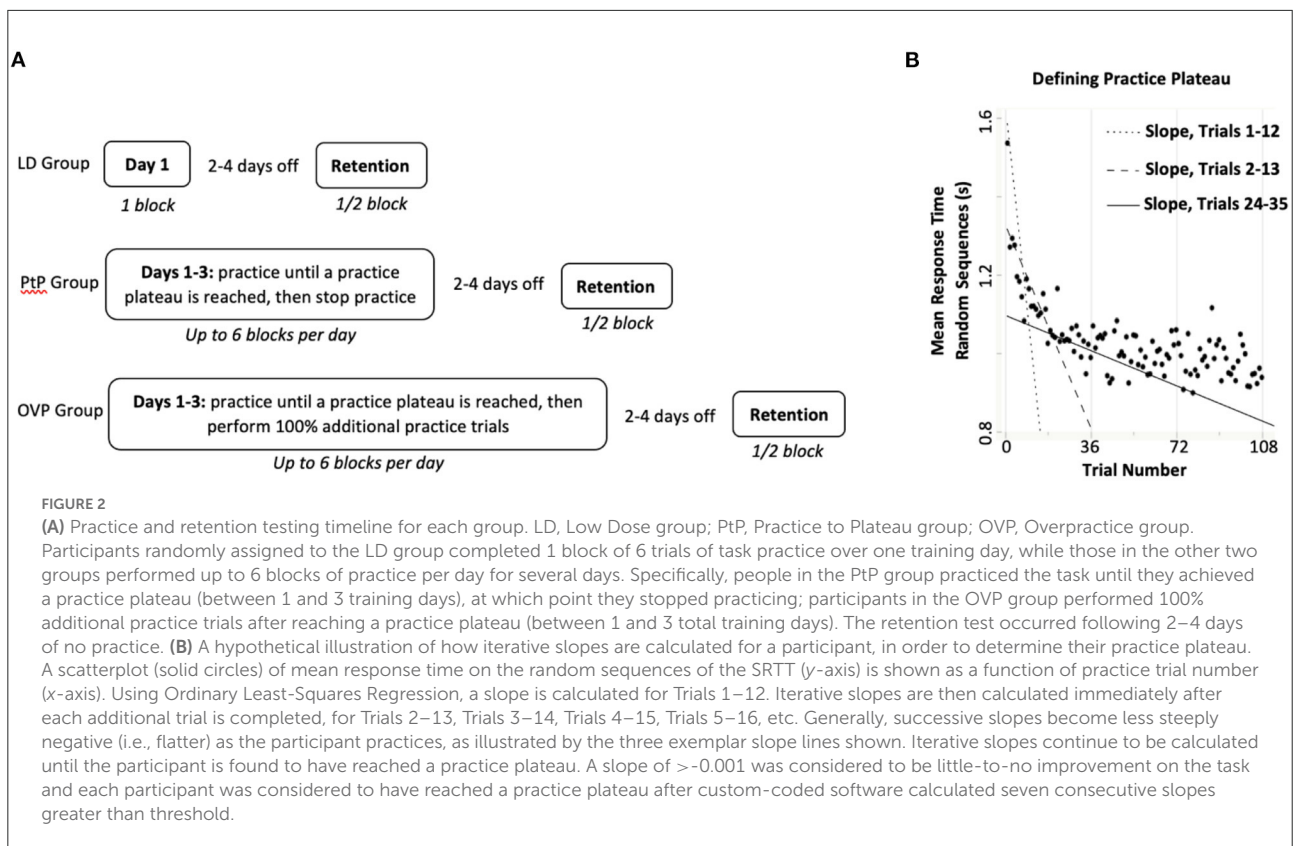 A
LD Group
Day 1
2-4 days off
Retention
1 block
1/2 block
PtP Group
Days 1-3: practice until a practice
plateau is reached, then stop practice
2-4 days off
Retention
Up to 6 blocks per day
1/2 block
OVP Group
Days 1-3: practice until a practice plateau is reached, then
perform 100% additional practice trials
2-4 days off
Retention
Up to 6 blocks per day
1/2 block
B
Defining Practice Plateau
Mean Response Time
Random Sequences (s)
1.6
1.2
0.8
Slope, Trials 1-12
Slope, Trials 2-13
Slope, Trials 24-35
0 36 72 108
Trial Number
FIGURE 2
(A) Practice and retention testing timeline for each group. LD, Low Dose group; PtP, Practice to Plateau group; OVP, Overpractice group.
Participants randomly assigned to the LD group completed 1 block of 6 trials of task practice over one training day, while those in the other two
groups performed up to 6 blocks of practice per day for several days. Specifically, people in the PtP group practiced the task until they achieved
a practice plateau (between 1 and 3 training days), at which point they stopped practicing; participants in the OVP group performed 100%
additional practice trials after reaching a practice plateau (between 1 and 3 total training days). The retention test occurred following 2–4 days
of no practice. (B) A hypothetical illustration of how iterative slopes are calculated for a participant, in order to determine their practice plateau.
A scatterplot (solid circles) of mean response time on the random sequences of the SRTT (y-axis) is shown as a function of practice trial number
(x-axis). Using Ordinary Least-Squares Regression, a slope is calculated for Trials 1–12. Iterative slopes are then calculated immediately after
each additional trial is completed, for Trials 2–13, Trials 3–14, Trials 4–15, Trials 5–16, etc. Generally, successive slopes become less steeply
negative (i.e., flatter) as the participant practices, as illustrated by the three exemplar slope lines shown. Iterative slopes continue to be calculated
until the participant is found to have reached a practice plateau. A slope of >-0.001 was considered to be little-to-no improvement on the task
and each participant was considered to have reached a practice plateau after custom-coded software calculated seven consecutive slopes
greater than threshold.